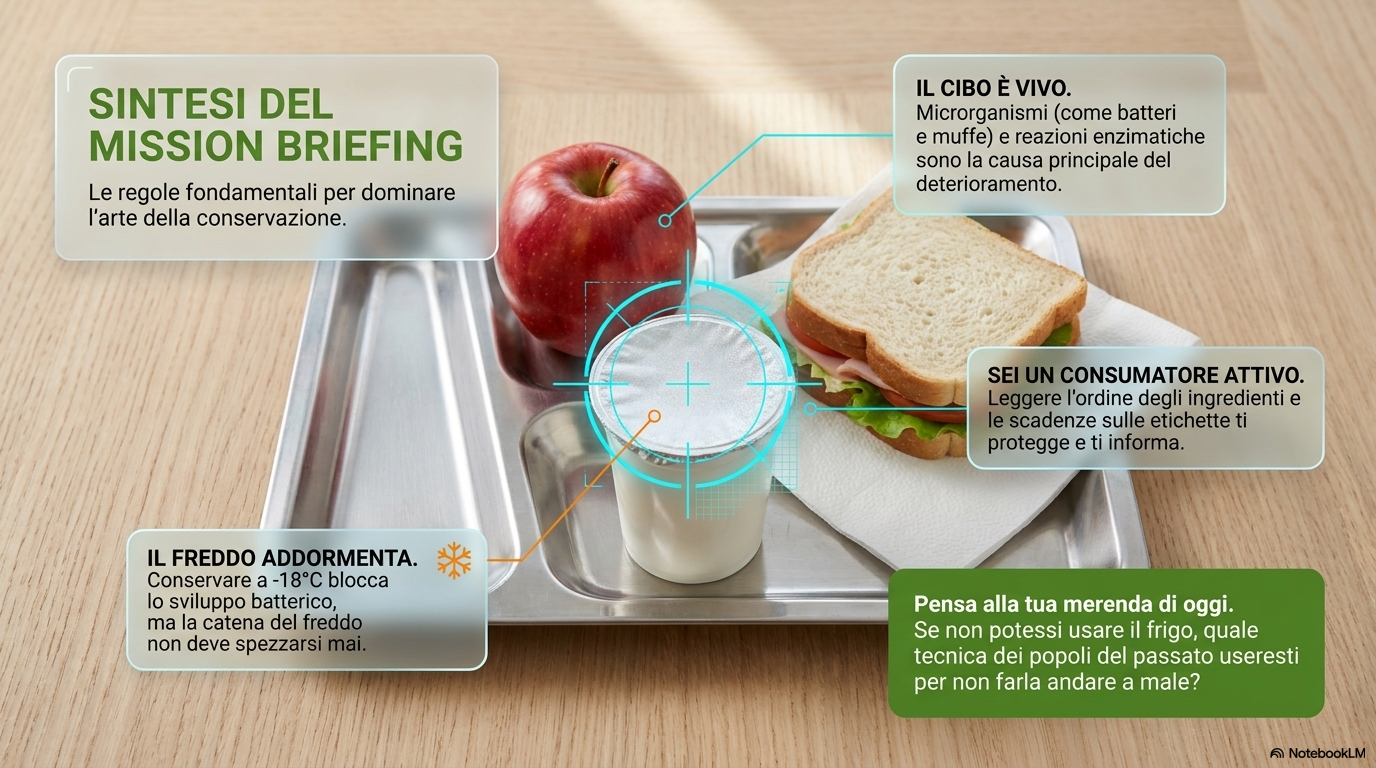 SINTESI DEL
MISSION BRIEFING
Le regole fondamentali per dominare
l'arte della conservazione.
IL CIBO È VIVO.
Microrganismi (come batteri
e muffe) e reazioni enzimatiche
sono la causa principale del
deterioramento.
SEI UN CONSUMATORE ATTIVO.
Leggere l'ordine degli ingredienti e
le scadenze sulle etichette ti
protegge e ti informa.
IL FREDDO ADDORMENTA.
Conservare a -18°C blocca
lo sviluppo batterico,
ma la catena del freddo
non deve spezzarsi mai.
Pensa alla tua merenda di oggi.
Se non potessi usare il frigo, quale
tecnica dei popoli del passato useresti
per non farla andare a male?
NotebookLM